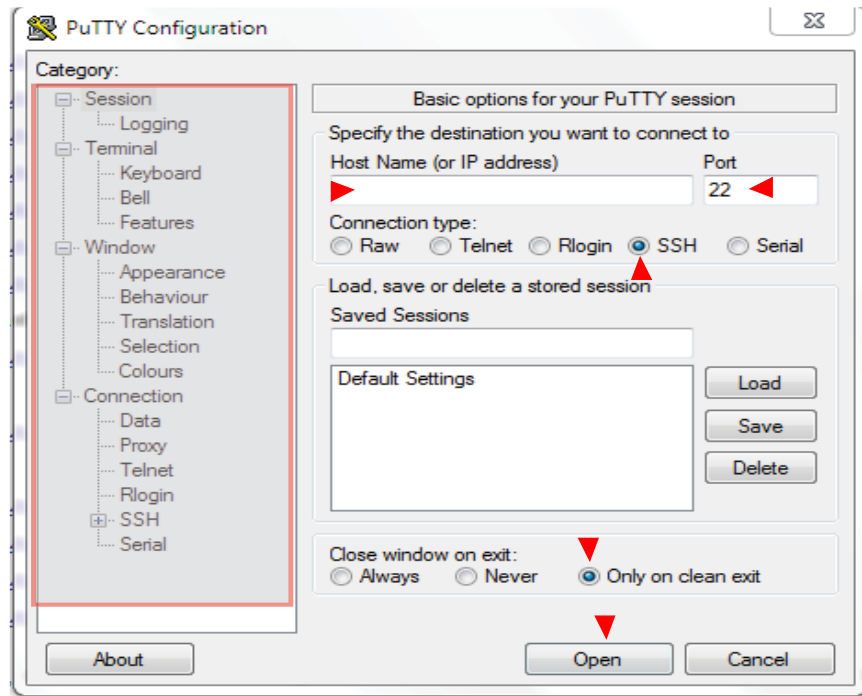 PuTTY Configuration
Category:
Session
Logging
Terminal
Keyboard
Bell
Features
Window
Appearance
Behaviour
Translation
Selection
Colours
Connection
Data
Proxy
Telnet
Rlogin
SSH
Serial
Basic options for your PuTTY session
Specify the destination you want to connect to
Host Name (or IP address) Port
22
Connection type:
Raw Telnet Rlogin SSH Serial
Load, save or delete a stored session
Saved Sessions
Default Settings
Load
Save
Delete
Close window on exit:
Always Never Only on clean exit
About Open Cancel